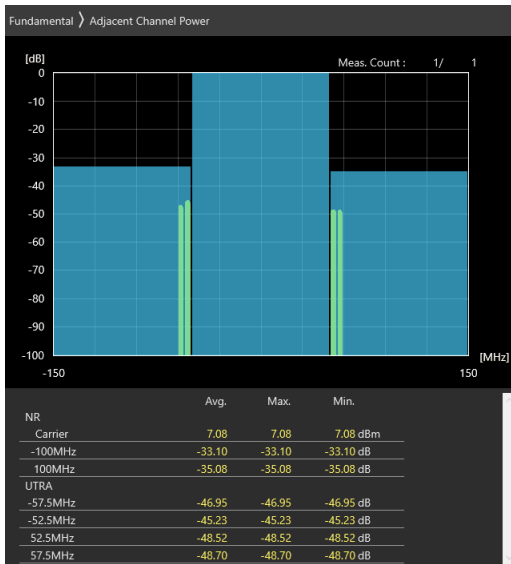 Fundamental 〉 Adjacent Channel Power
[dB]
Meas. Count : 1/ 1
0
-10
-20
-30
-40
-50
-60
-70
-80
-90
-100
[MHz]
-150 150
Avg. Max. Min.
NR
Carrier 7.08 7.08 7.08 dBm
-100MHz -33.10 -33.10 -33.10 dB
100MHz -35.08 -35.08 -35.08 dB
UTRA
-57.5MHz -46.95 -46.95 -46.95 dB
-52.5MHz -45.23 -45.23 -45.23 dB
52.5MHz -48.52 -48.52 -48.52 dB
57.5MHz -48.70 -48.70 -48.70 dB